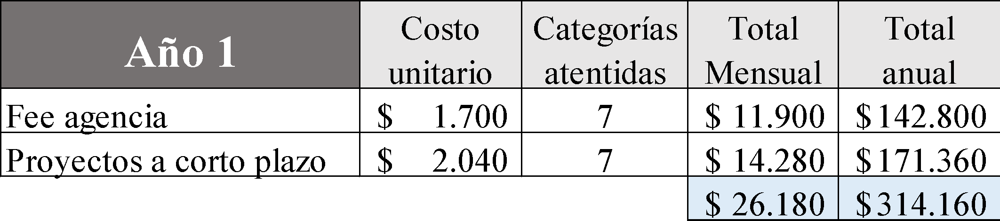 Año 1 Costo unitario Categorías atentidas Total Mensual Total anual
Fee agencia $ 1.700 7 $ 11.900 $ 142.800
Proyectos a corto plazo $ 2.040 7 $ 14.280 $ 171.360
$ 26.180 $ 314.160